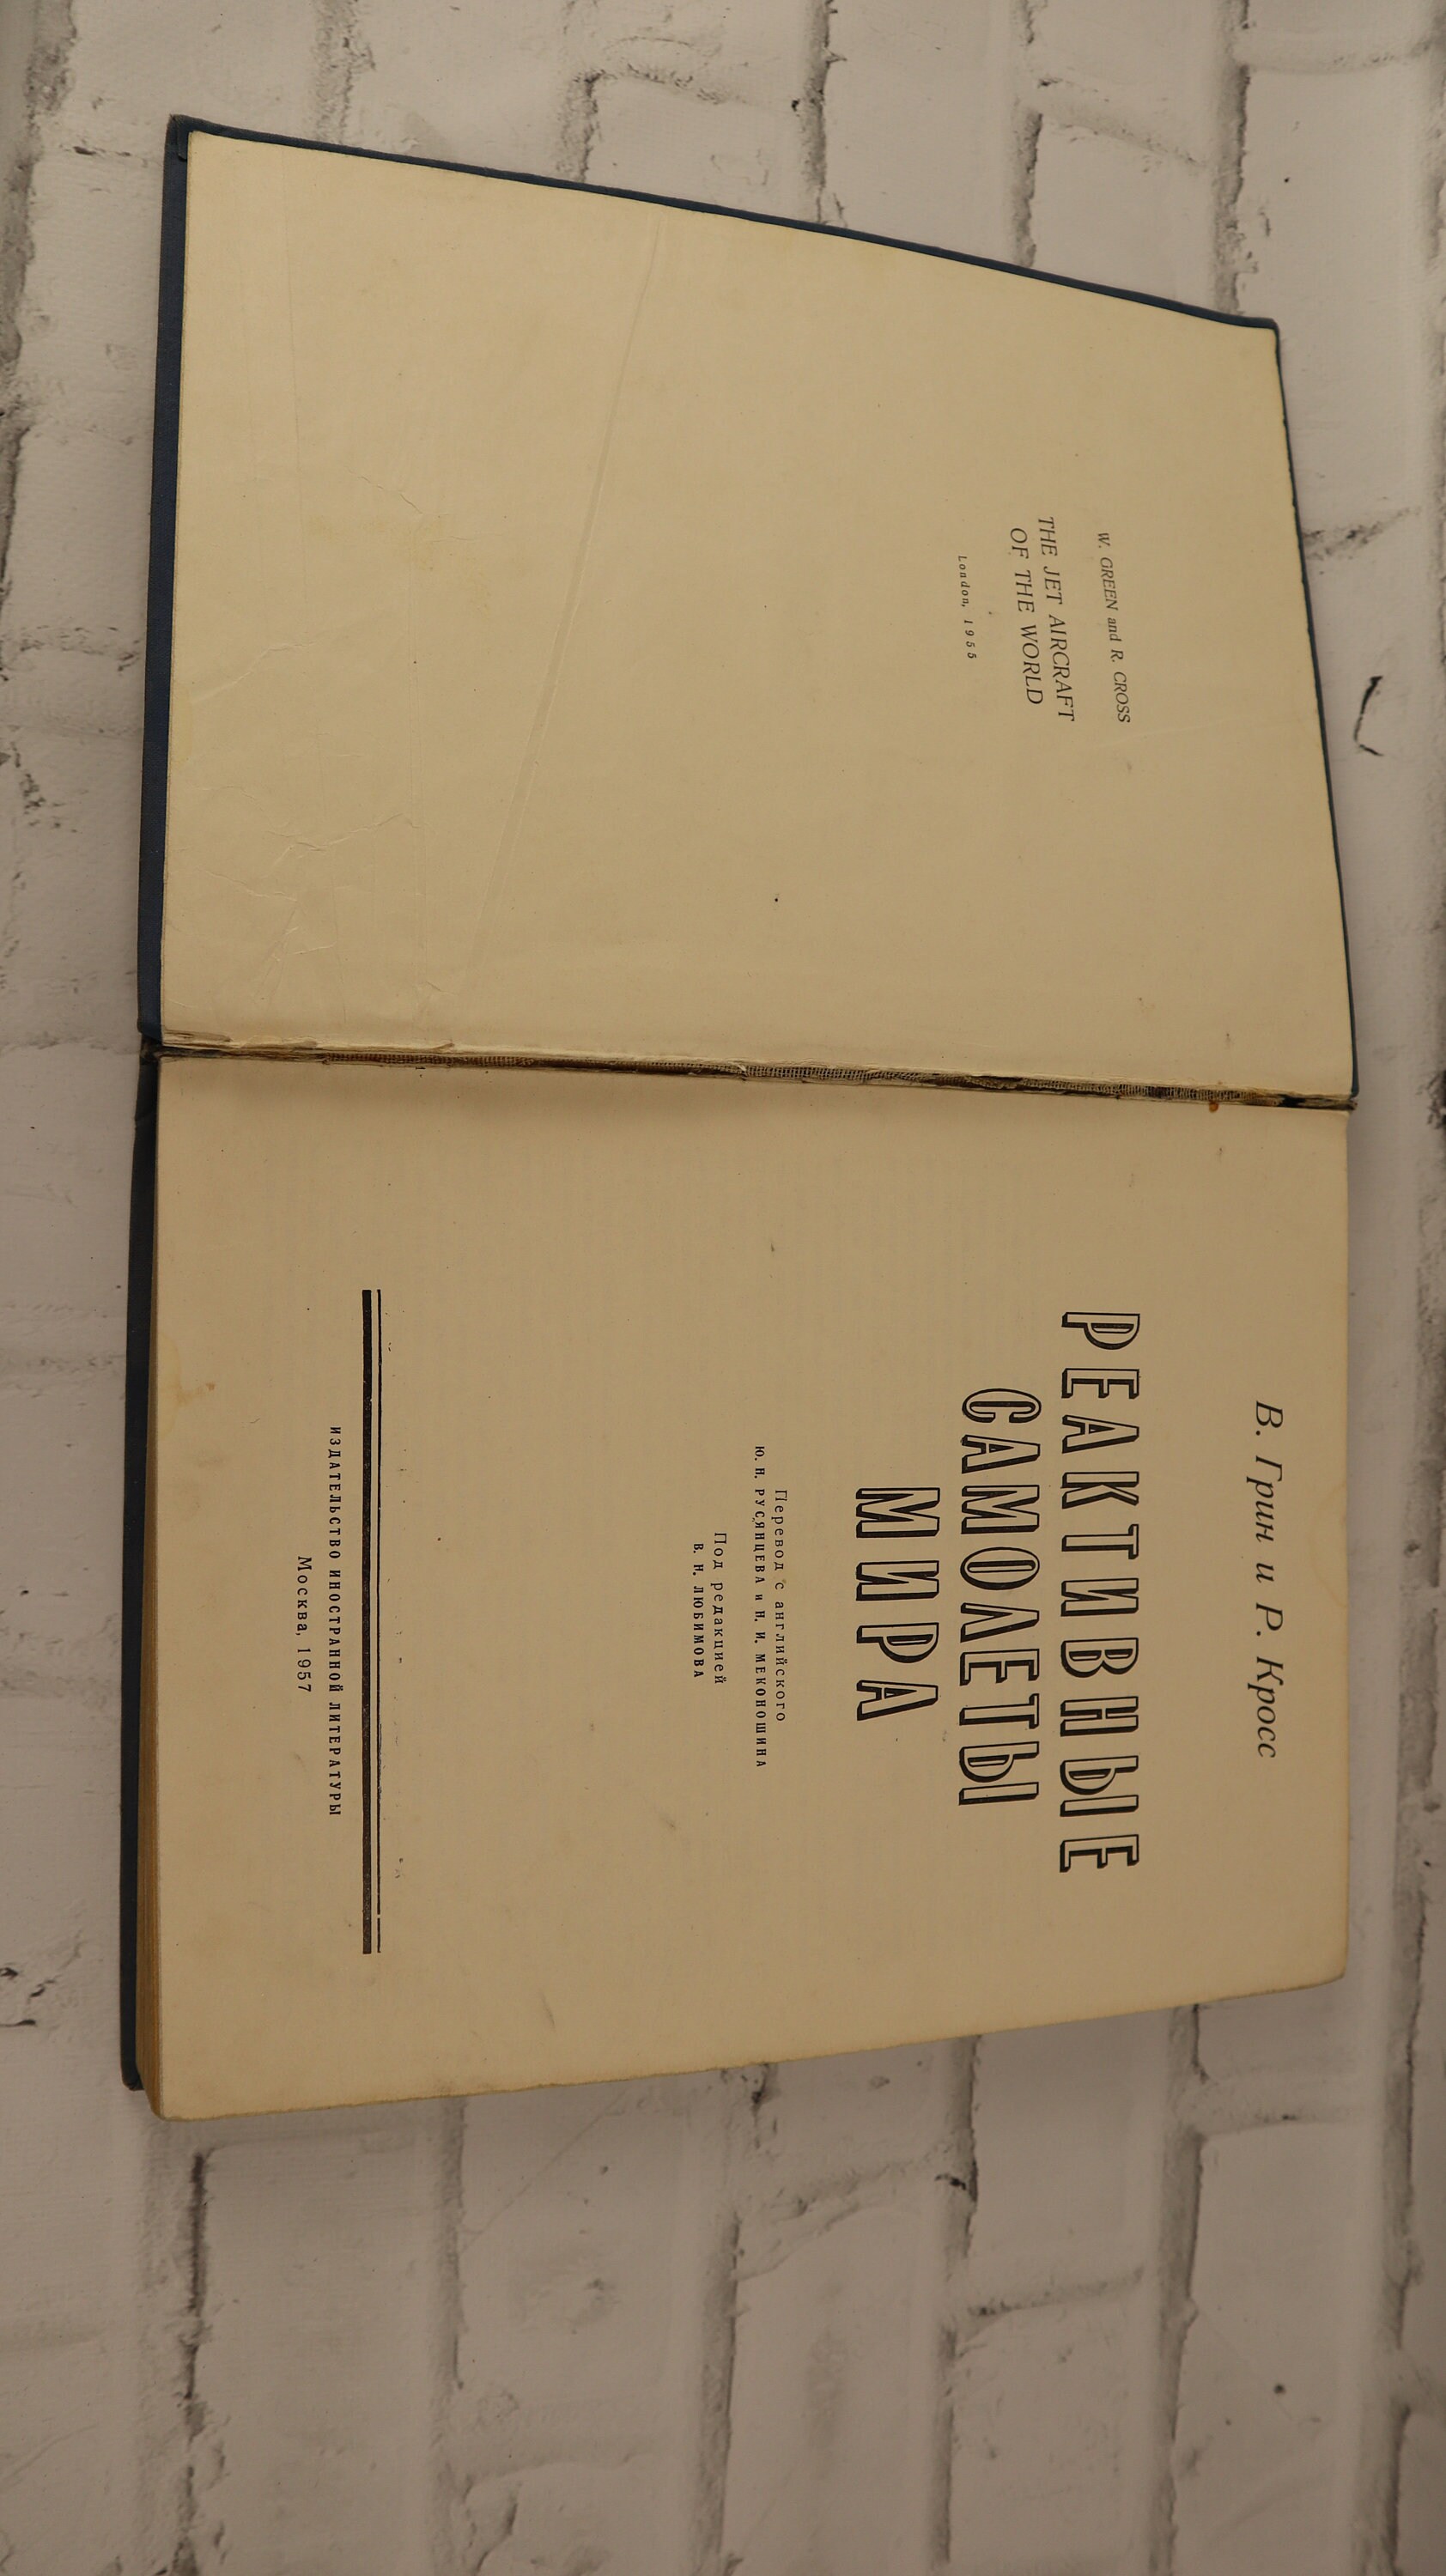 W. GREEN and R. CROSS
THE JET AIRCRAFT
OF THE WORLD
London, 1955
В. Грин и Р. Кросс
РЕАКТИВНЫЕ
САМОЛЕТЫ
МИРА
Перевод с английского
Ю. Н. РУСЯНЦЕВА и Н. И. МЕКОНОШИНА
Под редакцией
В. Н. ЛЮБИМОВА
ИЗДАТЕЛЬСТВО ИНОСТРАННОЙ ЛИТЕРАТУРЫ
Москва, 1957